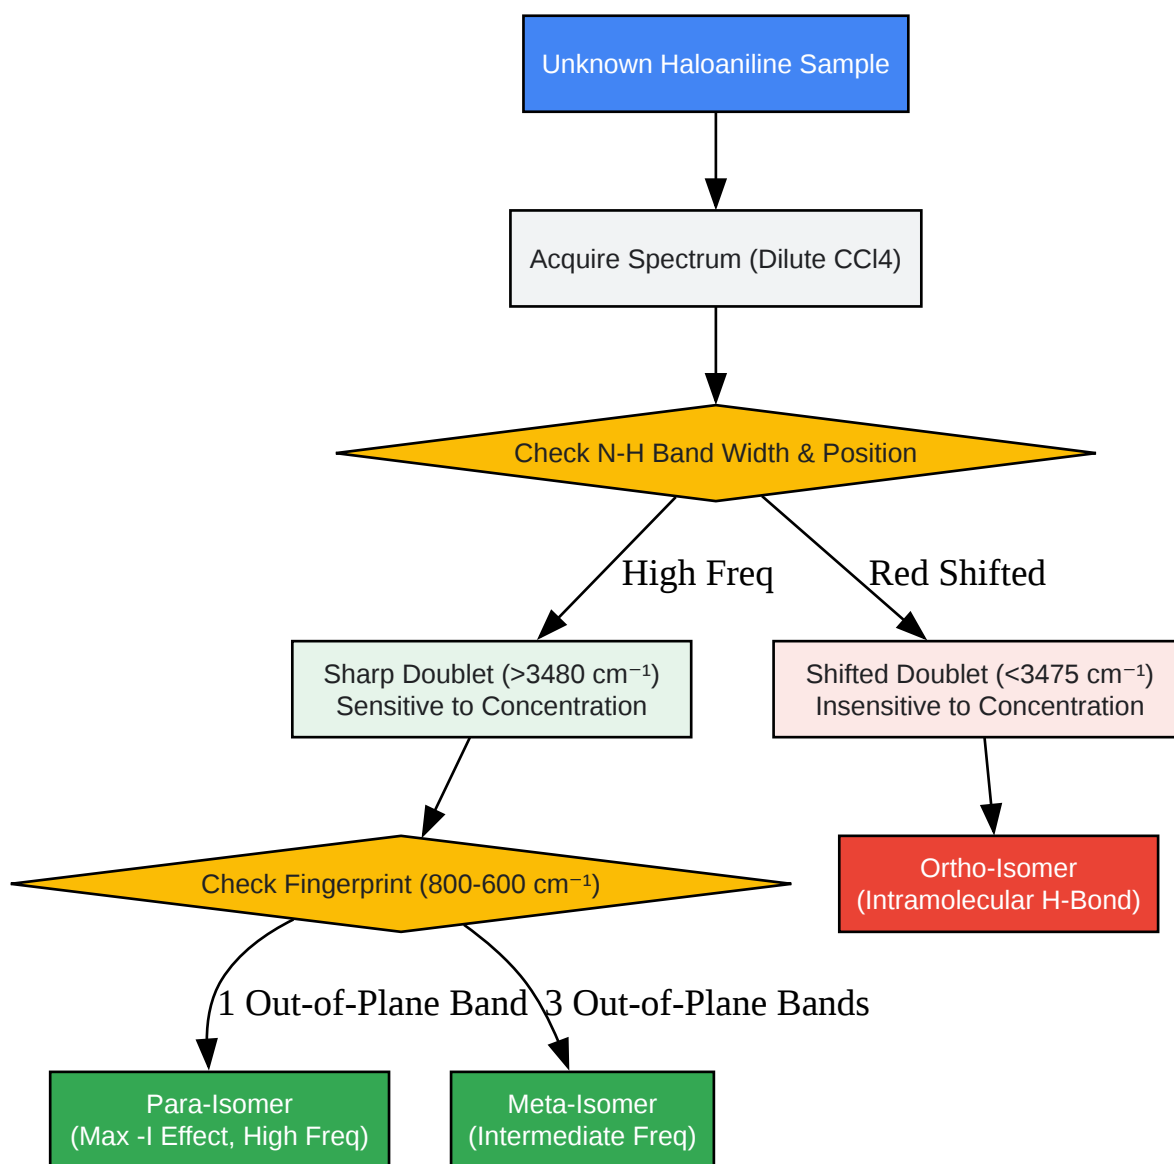 Unknown Haloaniline Sample
Acquire Spectrum (Dilute CCl4)
Check N-H Band Width & Position
High Freq
Red Shifted
Sharp Doublet (>3480 cm⁻¹)
Sensitive to Concentration
Shifted Doublet (<3475 cm⁻¹)
Insensitive to Concentration
Check Fingerprint (800-600 cm⁻¹)
Ortho-Isomer
(Intramolecular H-Bond)
1 Out-of-Plane Band
3 Out-of-Plane Bands
Para-Isomer
(Max -I Effect, High Freq)
Meta-Isomer
(Intermediate Freq)